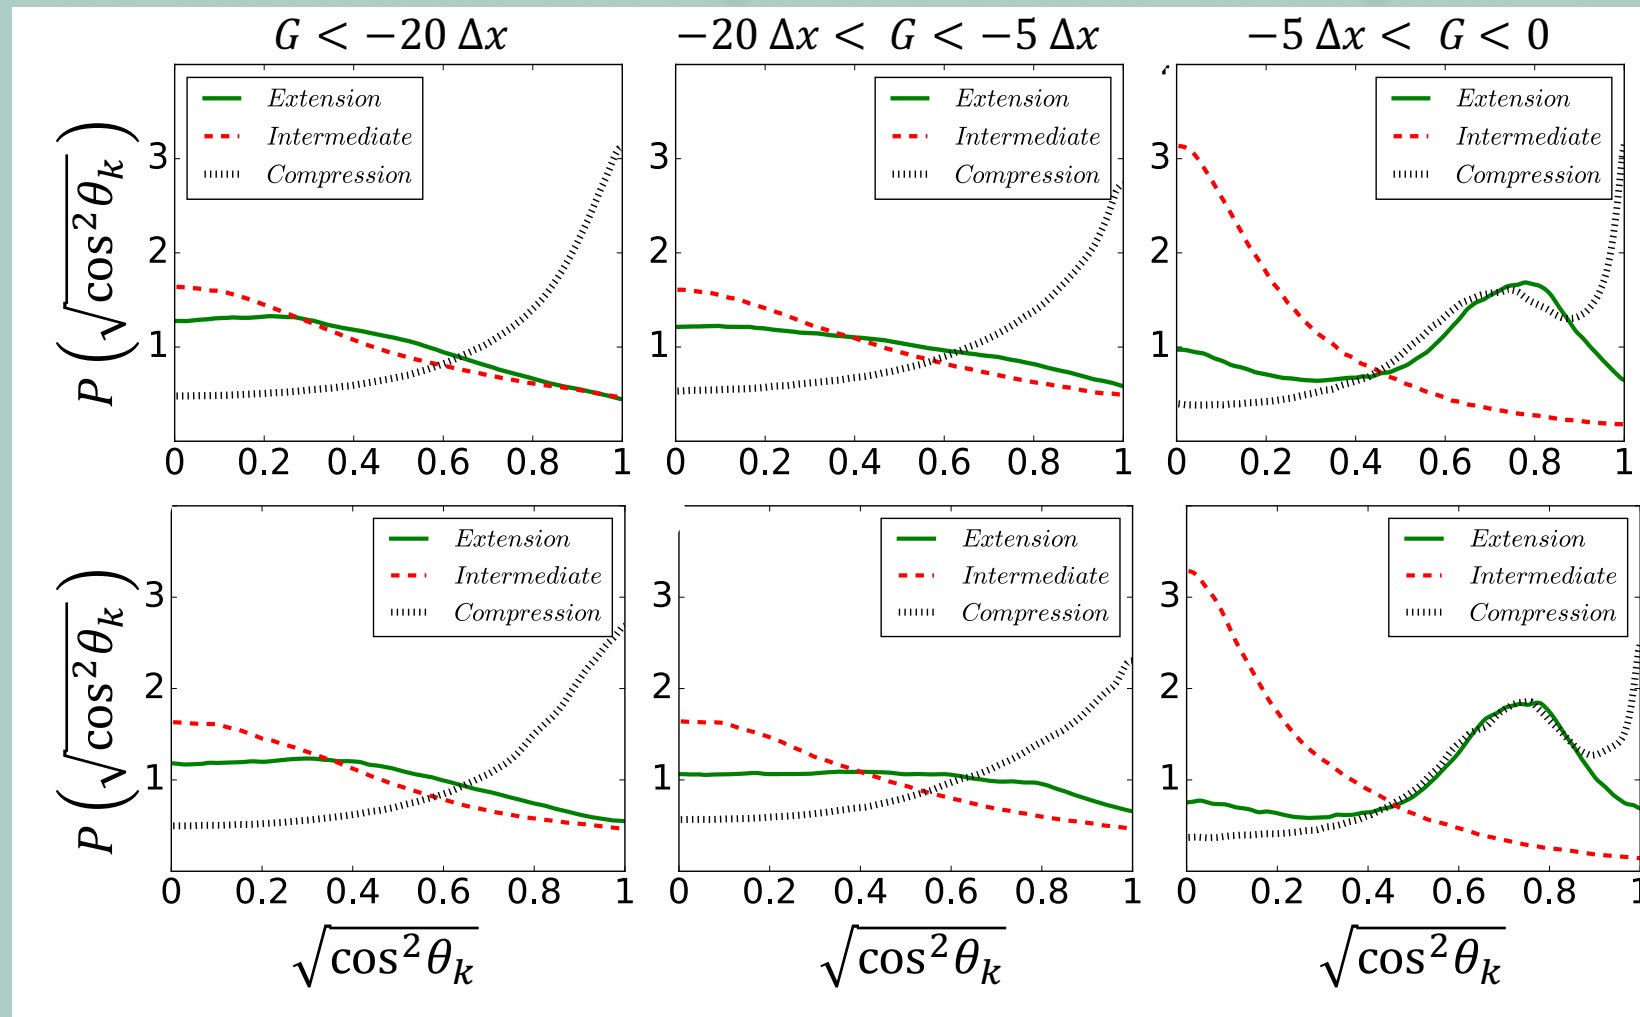 G < −20 Δx
−20 Δx < G < −5 Δx
−5 Δx < G < 0
P (√cos²θₖ)
3
2
1
Extension
Intermediate
Compression
0 0.2 0.4 0.6 0.8 1
3
2
1
Extension
Intermediate
Compression
0 0.2 0.4 0.6 0.8 1
3
2
1
Extension
Intermediate
Compression
0 0.2 0.4 0.6 0.8 1
P (√cos²θₖ)
3
2
1
Extension
Intermediate
Compression
0 0.2 0.4 0.6 0.8 1
√cos²θₖ
3
2
1
Extension
Intermediate
Compression
0 0.2 0.4 0.6 0.8 1
√cos²θₖ
3
2
1
Extension
Intermediate
Compression
0 0.2 0.4 0.6 0.8 1
√cos²θₖ